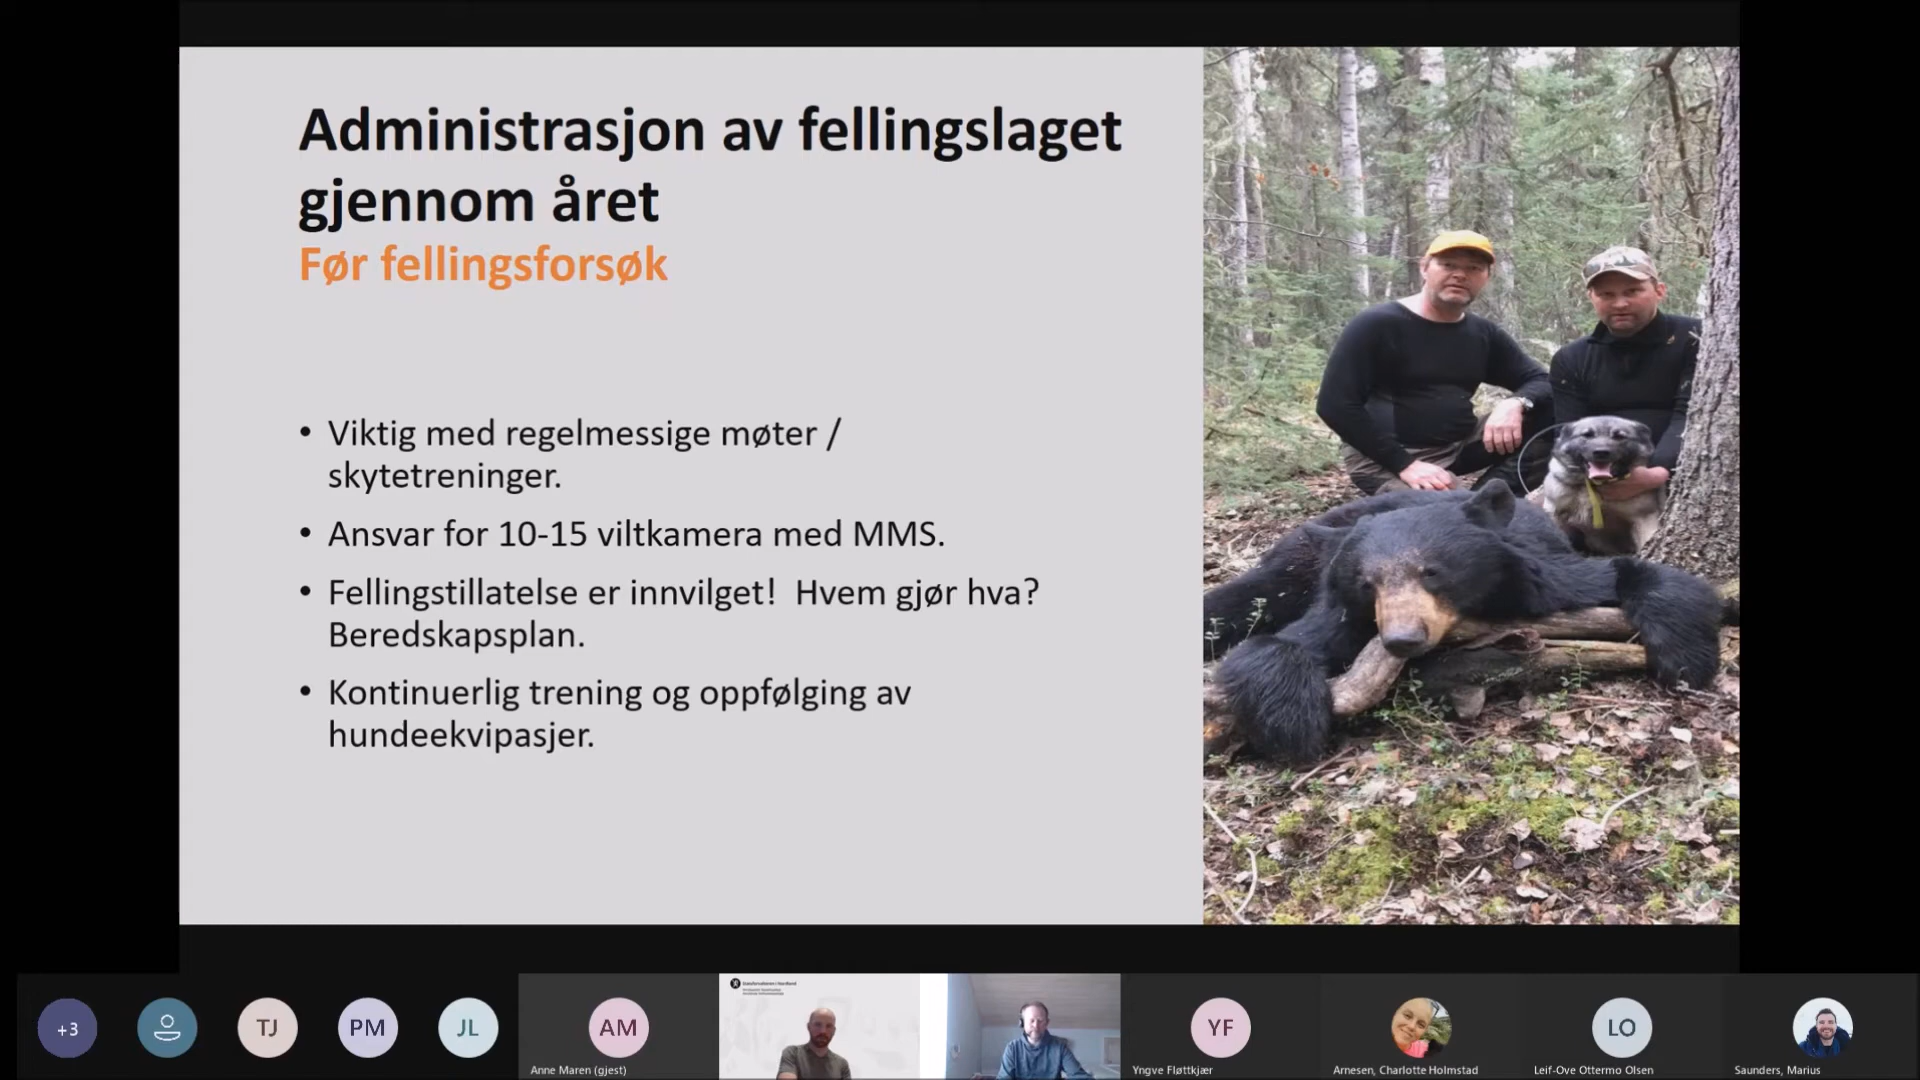 Administrasjon av fellingslaget
gjennom året
Før fellingsforsøk
• Viktig med regelmessige møter /
skytetreninger.
• Ansvar for 10-15 viltkamera med MMS.
• Fellingstillatelse er innvilget!  Hvem gjør hva?
Beredskapsplan.
• Kontinuerlig trening og oppfølging av
hundeekvipasjer.
+3
TJ
PM
JL
AM
Anne Maren (gjest)
YF
Yngve Fløttkjær
Arnesen, Charlotte Holmstad
LO
Leif-Ove Ottermo Olsen
Saunders, Marius